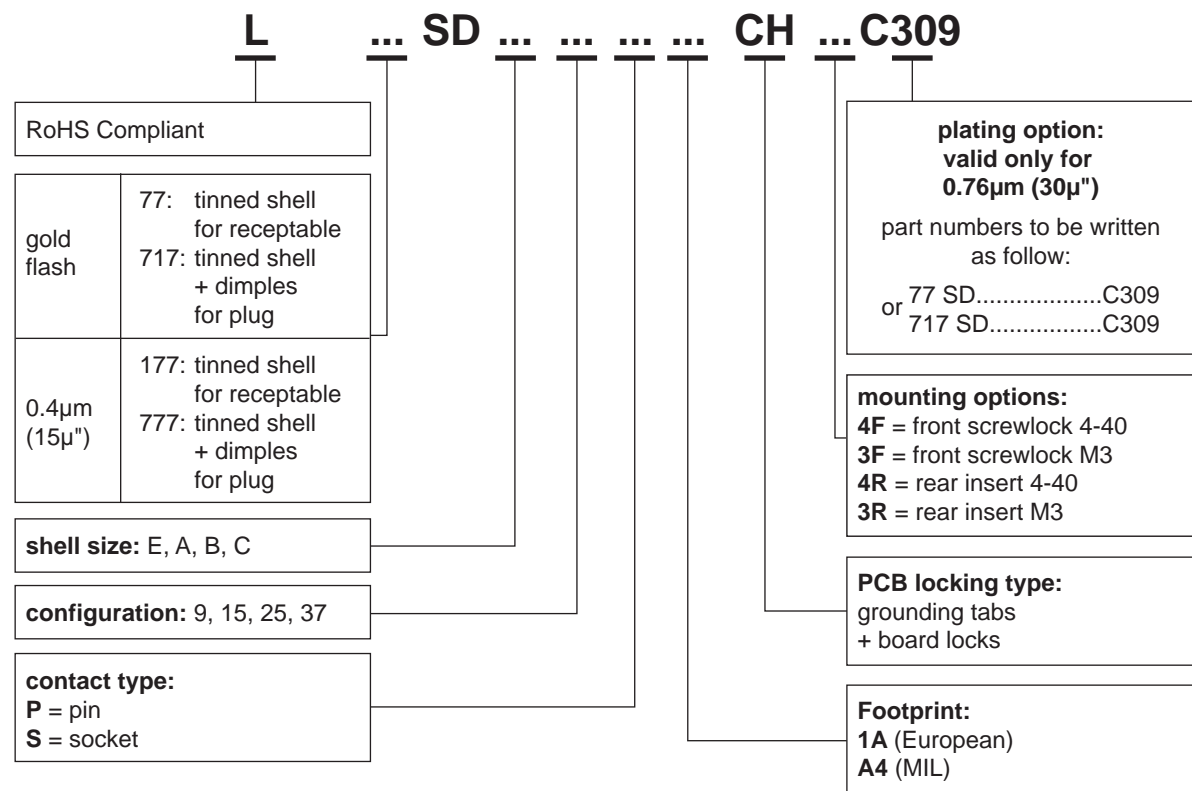 L ... SD ... ... ... ... CH ... C309
RoHS Compliant
gold
flash
77: tinned shell
for receptable
717: tinned shell
+ dimples
for plug
0.4µm
(15µ")
177: tinned shell
for receptable
777: tinned shell
+ dimples
for plug
shell size: E, A, B, C
configuration: 9, 15, 25, 37
contact type:
P = pin
S = socket
plating option:
valid only for
0.76µm (30µ")
part numbers to be written
as follow:
77 SD...................C309
or
717 SD.................C309
mounting options:
4F = front screwlock 4-40
3F = front screwlock M3
4R = rear insert 4-40
3R = rear insert M3
PCB locking type:
grounding tabs
+ board locks
Footprint:
1A (European)
A4 (MIL)